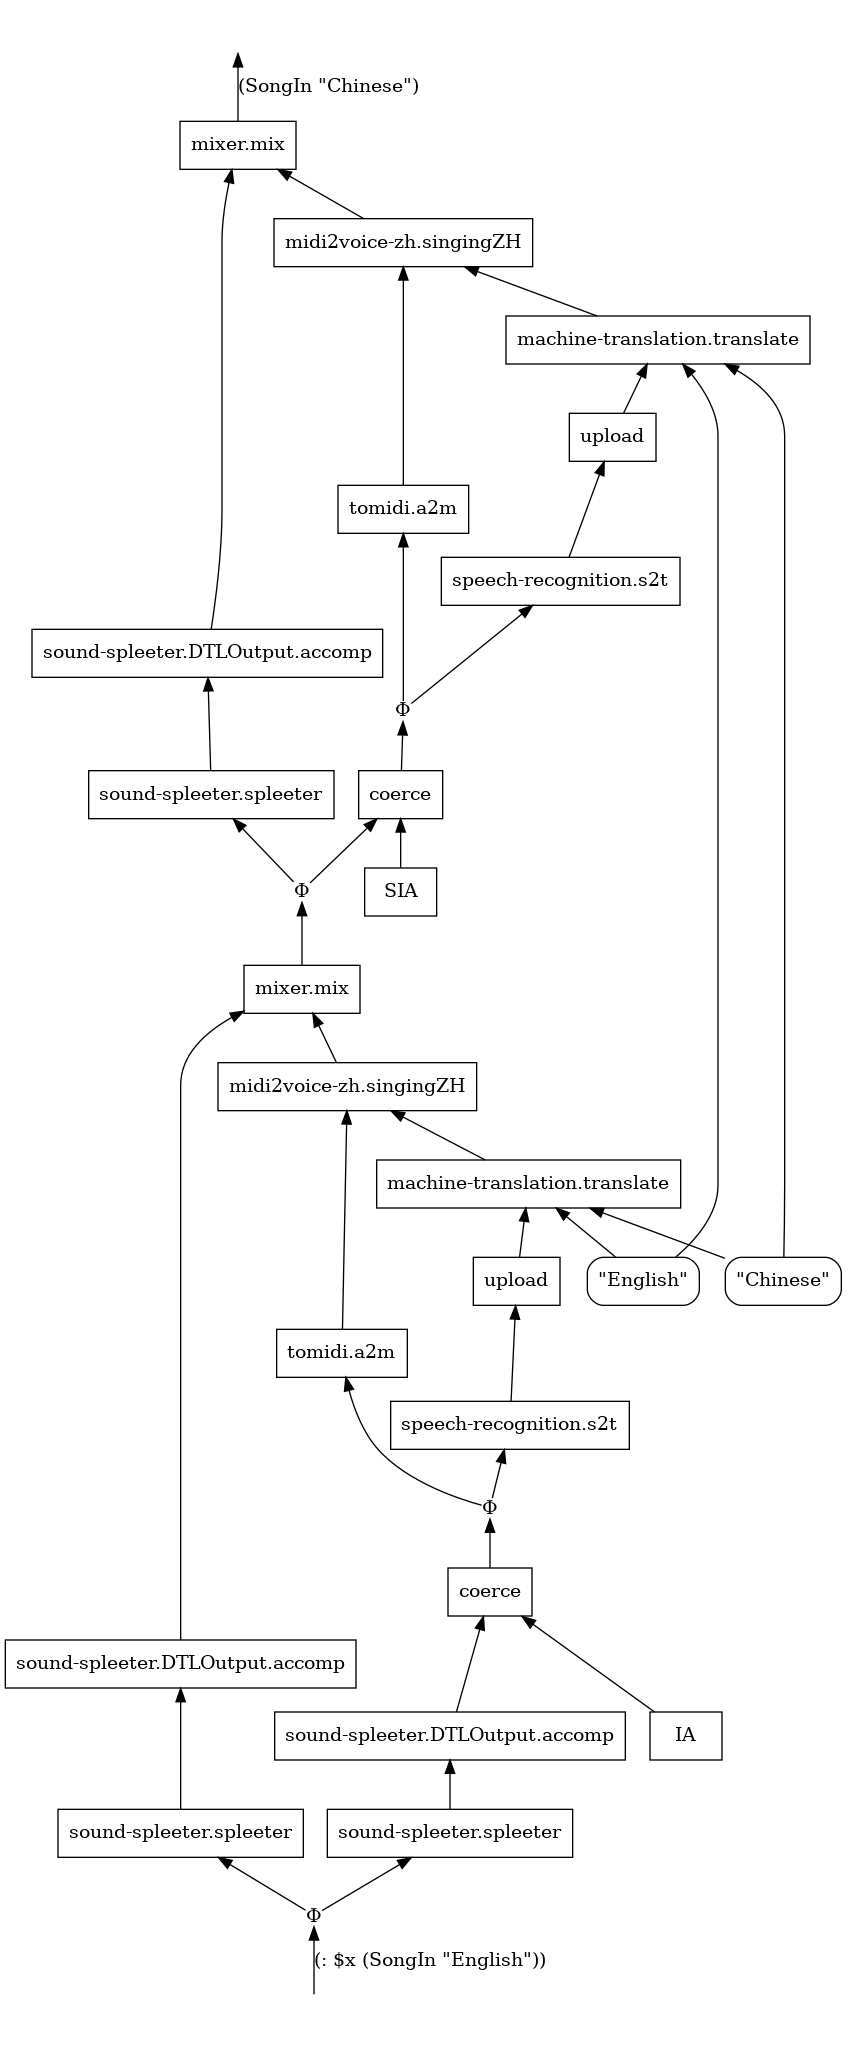 (SongIn "Chinese")
mixer.mix
midi2voice-zh.singingZH
machine-translation.translate
upload
tomidi.a2m
speech-recognition.s2t
sound-spleeter.DTLOutput.accomp
Φ
sound-spleeter.spleeter
coerce
Φ
SIA
mixer.mix
midi2voice-zh.singingZH
machine-translation.translate
upload
"English"
"Chinese"
tomidi.a2m
speech-recognition.s2t
Φ
coerce
sound-spleeter.DTLOutput.accomp
sound-spleeter.DTLOutput.accomp
IA
sound-spleeter.spleeter
sound-spleeter.spleeter
Φ
(: $x (SongIn "English"))